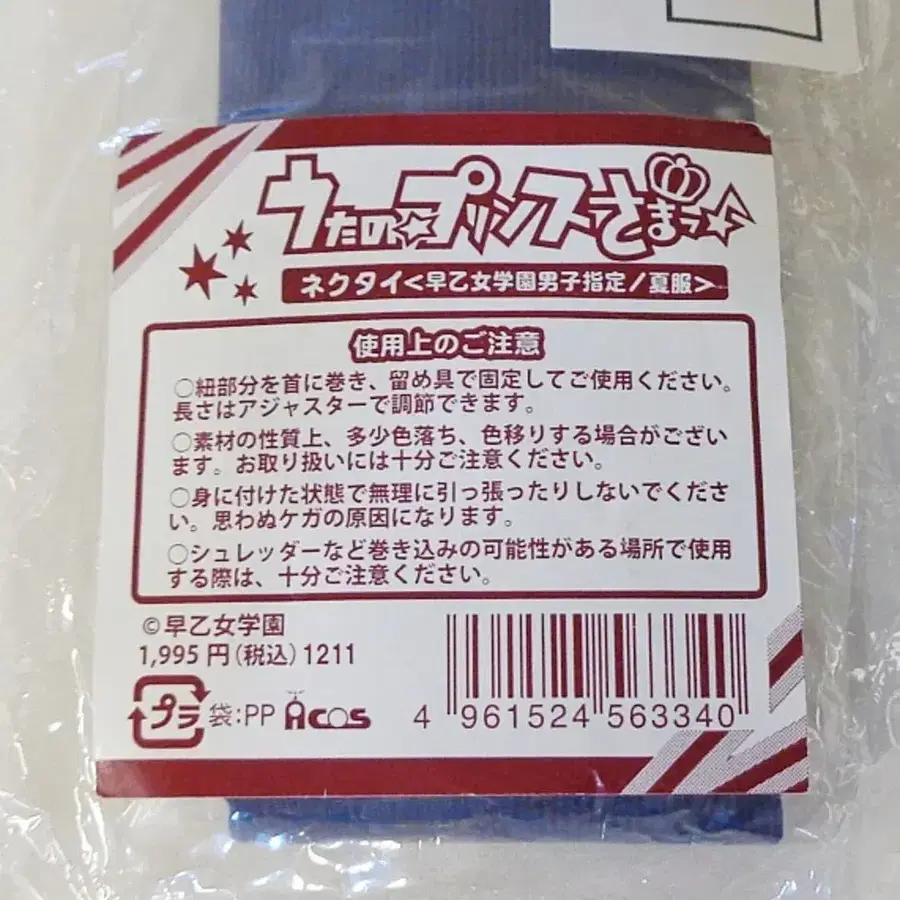 うたの☆プリンスさまっ♪
ネクタイ<早乙女学園男子指定/夏服>
使用上のご注意
○紐部分を首に巻き、留め具で固定してご使用ください。
長さはアジャスターで調節できます。
○素材の性質上、多少色落ち、色移りする場合がござい
ます。お取り扱いには十分ご注意ください。
○身に付けた状態で無理に引っ張ったりしないでくださ
い。思わぬケガの原因になります。
○シュレッダーなど巻き込みの可能性がある場所で使用
する際は、十分ご注意ください。
©早乙女学園
1,995円(税込)1211
プラ 袋:PP acos
4 961524 563340